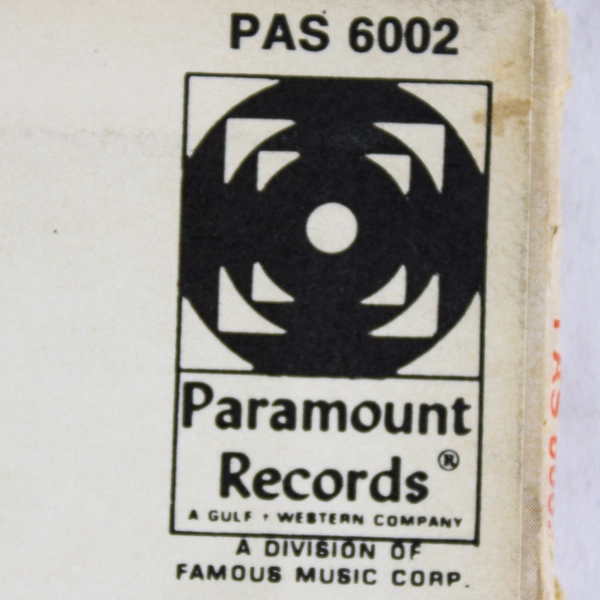 PAS 6002
Paramount
Records®
A GULF + WESTERN COMPANY
A DIVISION OF
FAMOUS MUSIC CORP.